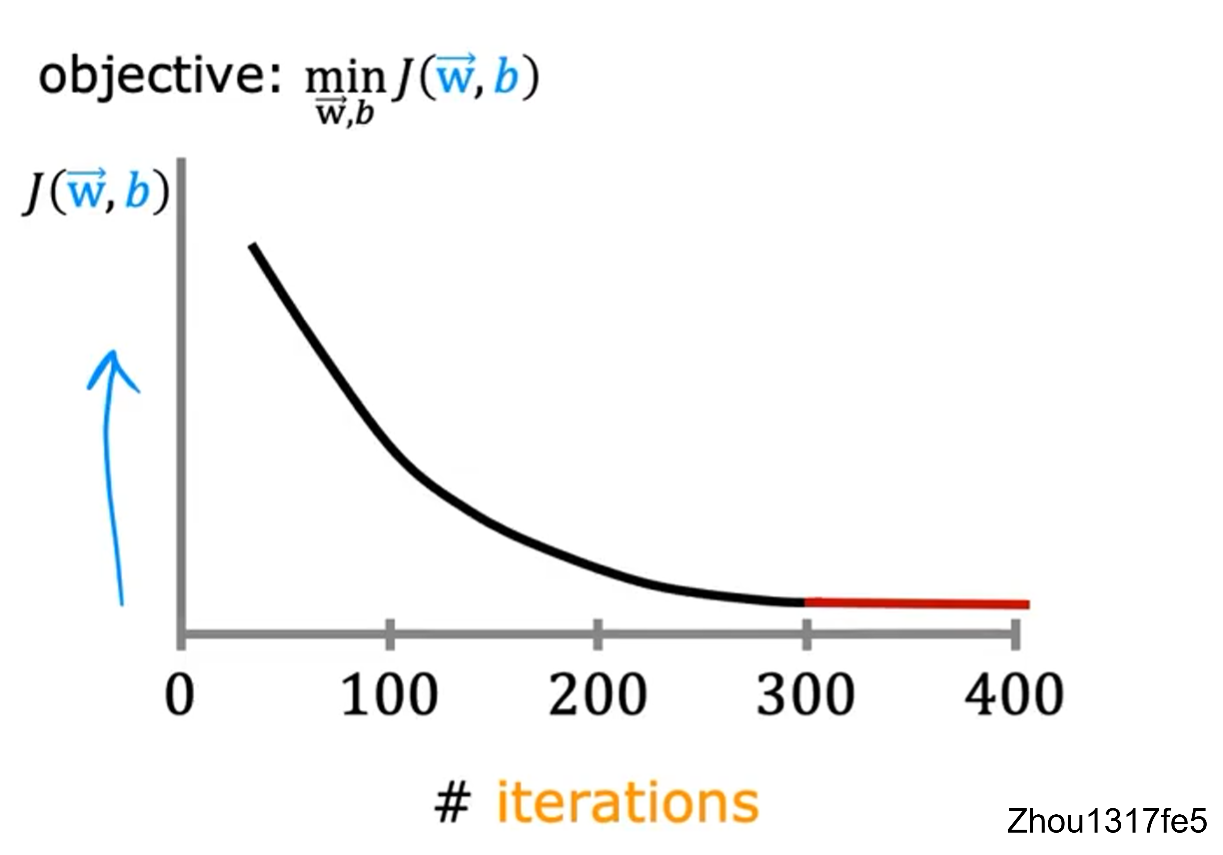 objective: min J(w⃗, b)
w⃗,b
J(w⃗, b)
0 100 200 300 400
# iterations
Zhou1317fe5